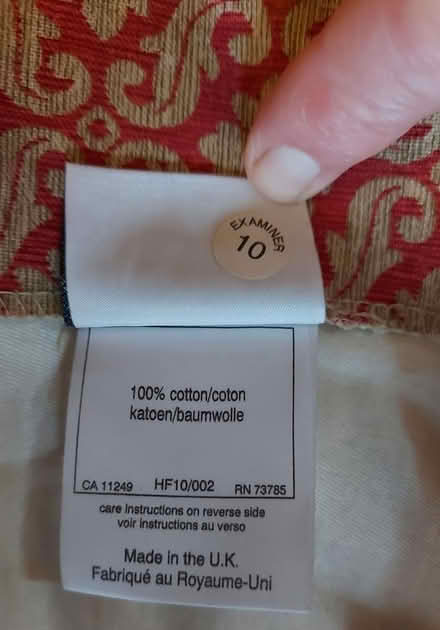 EXAMINER
10
100% cotton/coton
katoen/baumwolle
CA 11249 HF10/002 RN 73785
care instructions on reverse side
voir instructions au verso
Made in the U.K.
Fabriqué au Royaume-Uni